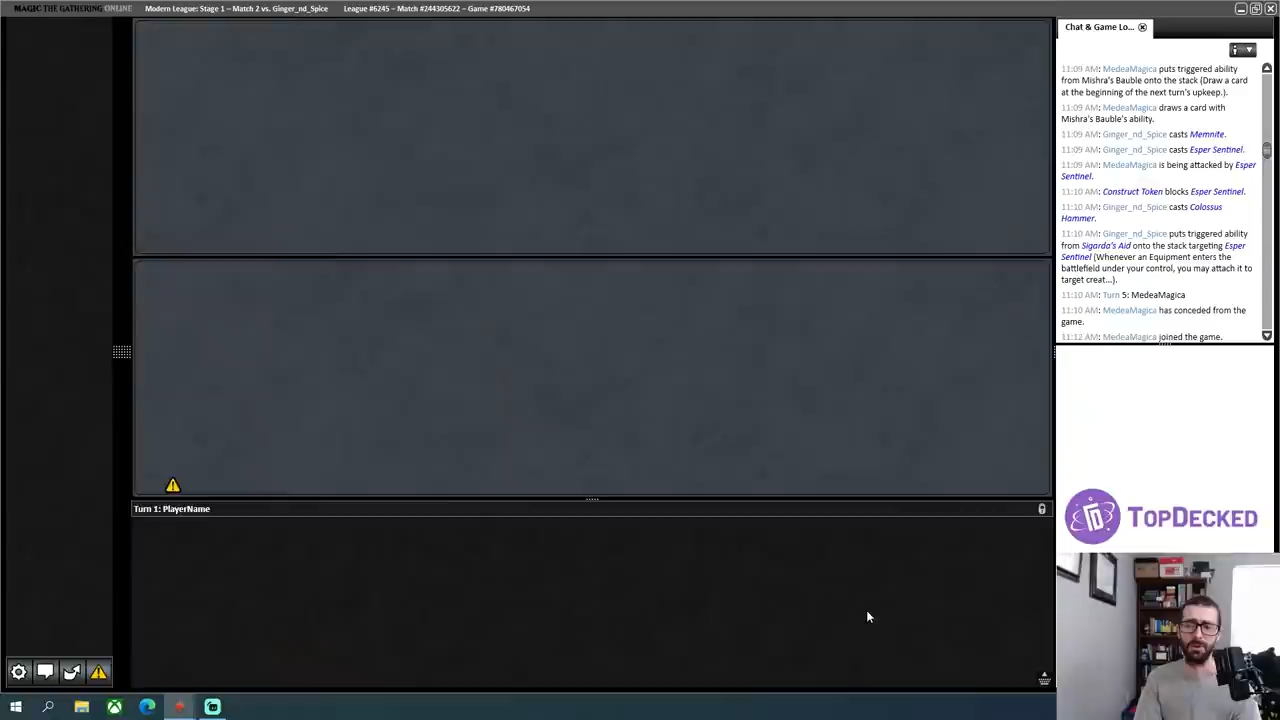 MAGIC THE GATHERING ONLINE Modern League: Stage 1 – Match 2 vs. Ginger_nd_Spice League #6245 – Match #244305622 – Game #780467054
Chat & Game Lo...
11:09 AM: MedeaMagica puts triggered ability
from Mishra's Bauble onto the stack (Draw a card
at the beginning of the next turn's upkeep.).
11:09 AM: MedeaMagica draws a card with
Mishra's Bauble's ability.
11:09 AM: Ginger_nd_Spice casts Memnite.
11:09 AM: Ginger_nd_Spice casts Esper Sentinel.
11:09 AM: MedeaMagica is being attacked by Esper
Sentinel.
11:10 AM: Construct Token blocks Esper Sentinel.
11:10 AM: Ginger_nd_Spice casts Colossus
Hammer.
11:10 AM: Ginger_nd_Spice puts triggered ability
from Sigarda's Aid onto the stack targeting Esper
Sentinel (Whenever an Equipment enters the
battlefield under your control, you may attach it to
target creat...).
11:10 AM: Turn 5: MedeaMagica
11:10 AM: MedeaMagica has conceded from the
game.
11:12 AM: MedeaMagica joined the game.
Turn 1: PlayerName
TOPDECKED